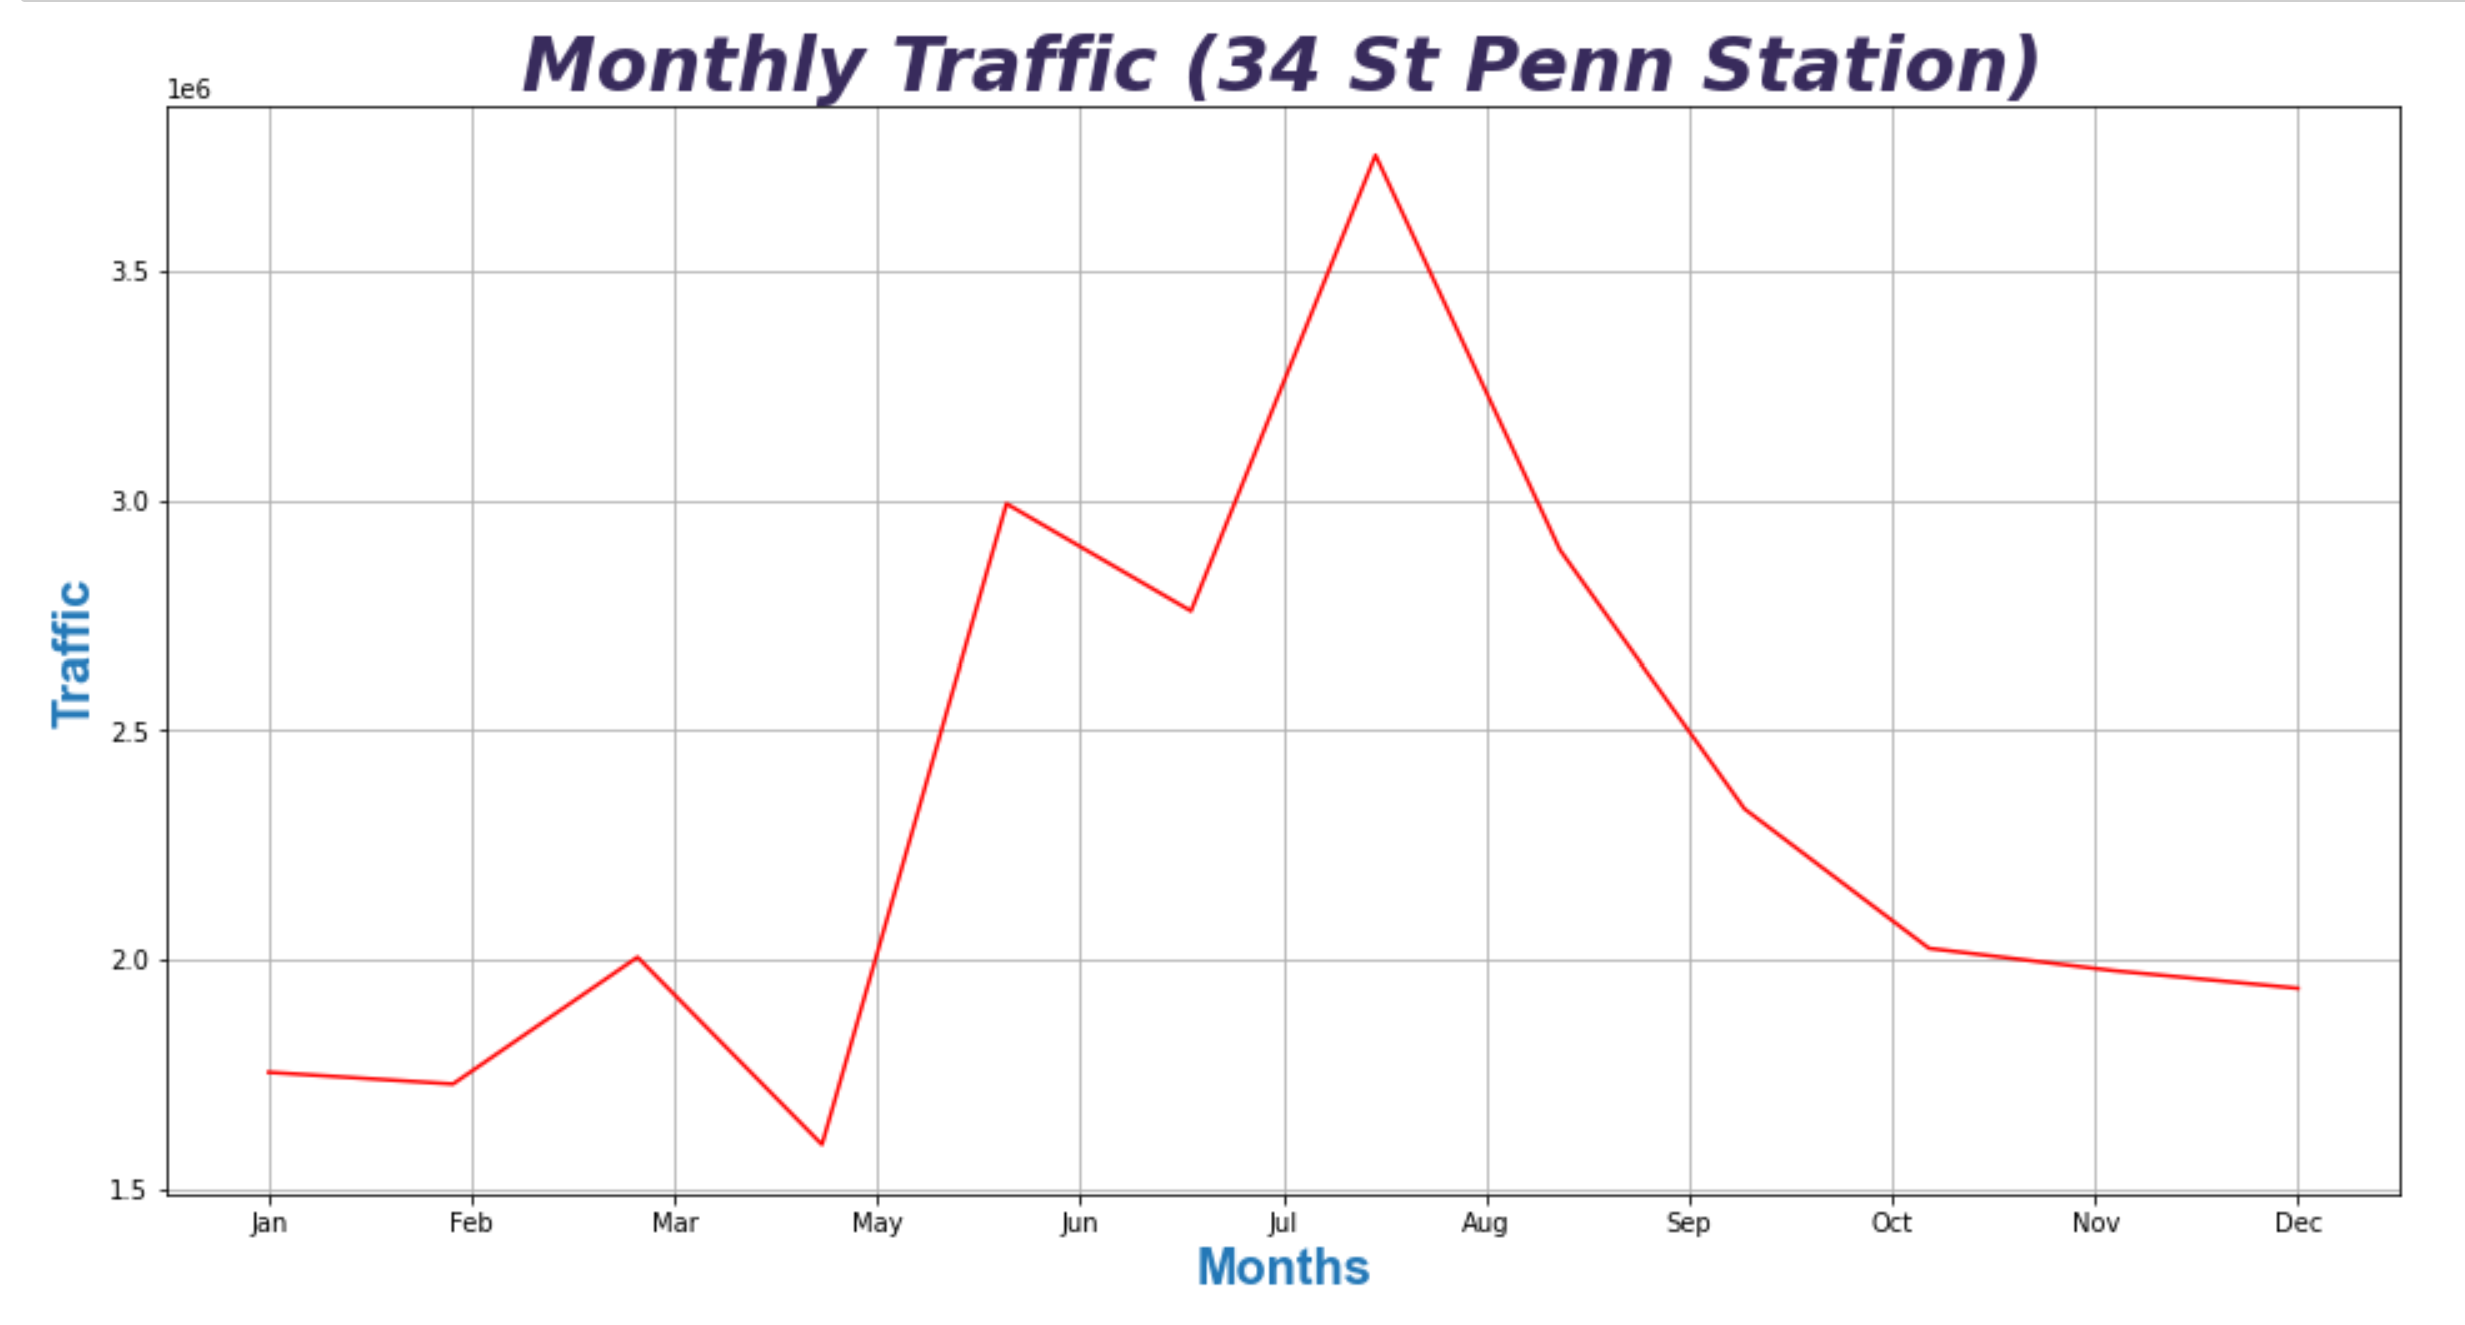 Monthly Traffic (34 St Penn Station)
1e6
3.5
3.0
2.5
2.0
1.5
Traffic
Jan Feb Mar May Jun Jul Aug Sep Oct Nov Dec
Months